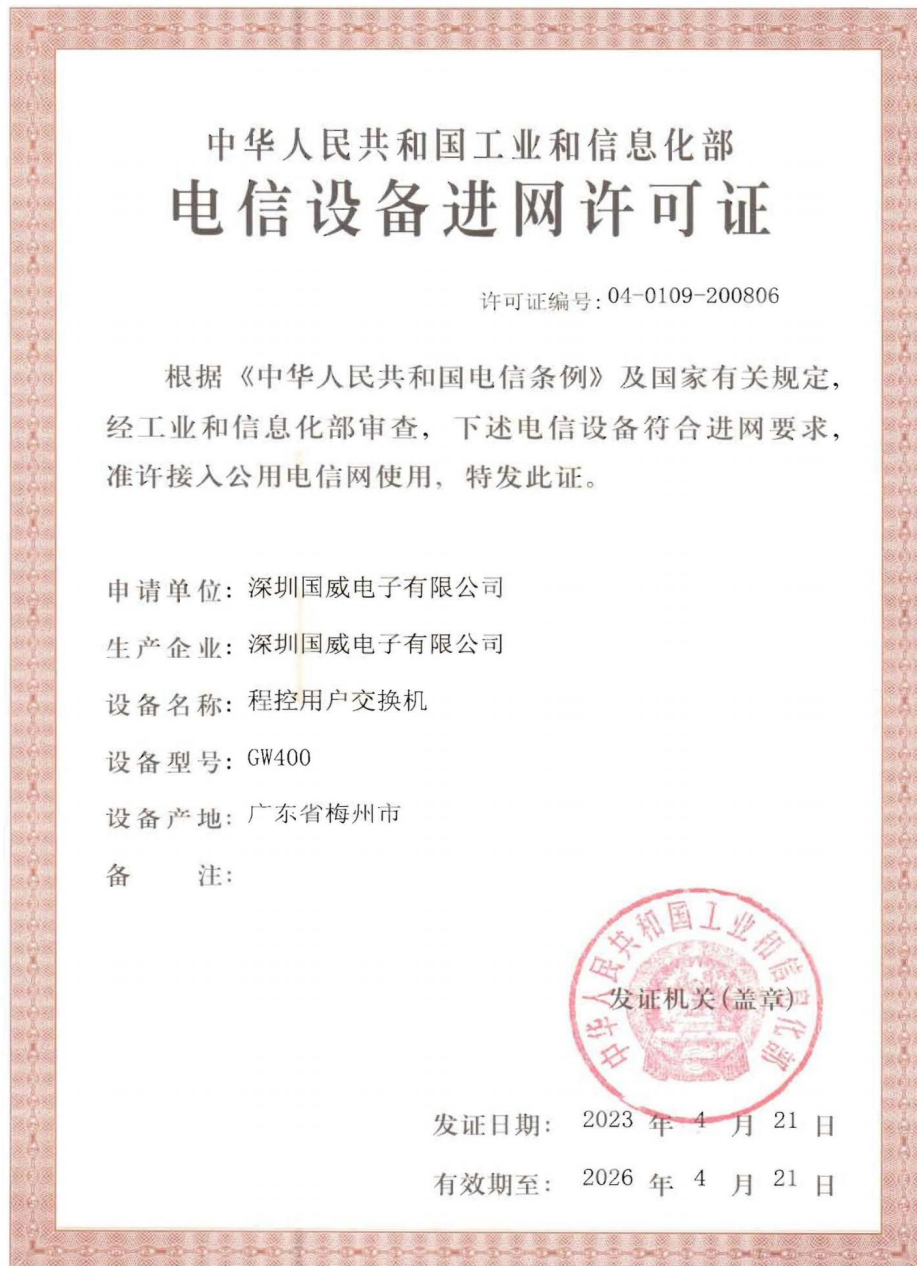 中华人民共和国工业和信息化部
电信设备进网许可证
许可证编号:04-0109-200806
根据《中华人民共和国电信条例》及国家有关规定,
经工业和信息化部审查,下述电信设备符合进网要求,
准许接入公用电信网使用,特发此证。
申请单位:深圳国威电子有限公司
生产企业:深圳国威电子有限公司
设备名称:程控用户交换机
设备型号:GW400
设备产地:广东省梅州市
备 注:
中华人民共和国工业和信息化部
发证机关(盖章)
发证日期: 2023 年 4 月 21 日
有效期至: 2026 年 4 月 21 日